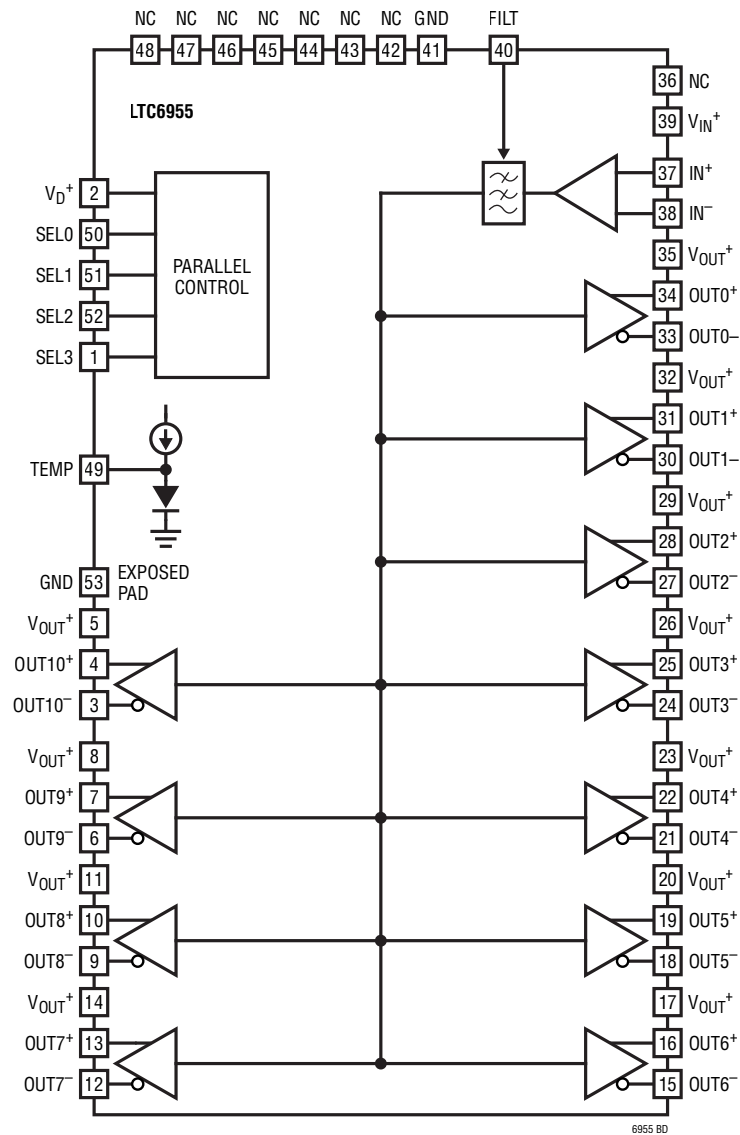 NC NC NC NC NC NC NC GND FILT
48 47 46 45 44 43 42 41 40
LTC6955
36 NC
39 VIN+
37 IN+
38 IN–
35 VOUT+
34 OUT0+
33 OUT0–
32 VOUT+
31 OUT1+
30 OUT1–
29 VOUT+
28 OUT2+
27 OUT2–
26 VOUT+
25 OUT3+
24 OUT3–
23 VOUT+
22 OUT4+
21 OUT4–
20 VOUT+
19 OUT5+
18 OUT5–
17 VOUT+
16 OUT6+
15 OUT6–
VD+ 2
SEL0 50
SEL1 51
SEL2 52
SEL3 1
PARALLEL
CONTROL
TEMP 49
GND 53 EXPOSED
PAD
VOUT+ 5
OUT10+ 4
OUT10– 3
VOUT+ 8
OUT9+ 7
OUT9– 6
VOUT+ 11
OUT8+ 10
OUT8– 9
VOUT+ 14
OUT7+ 13
OUT7– 12
6955 BD